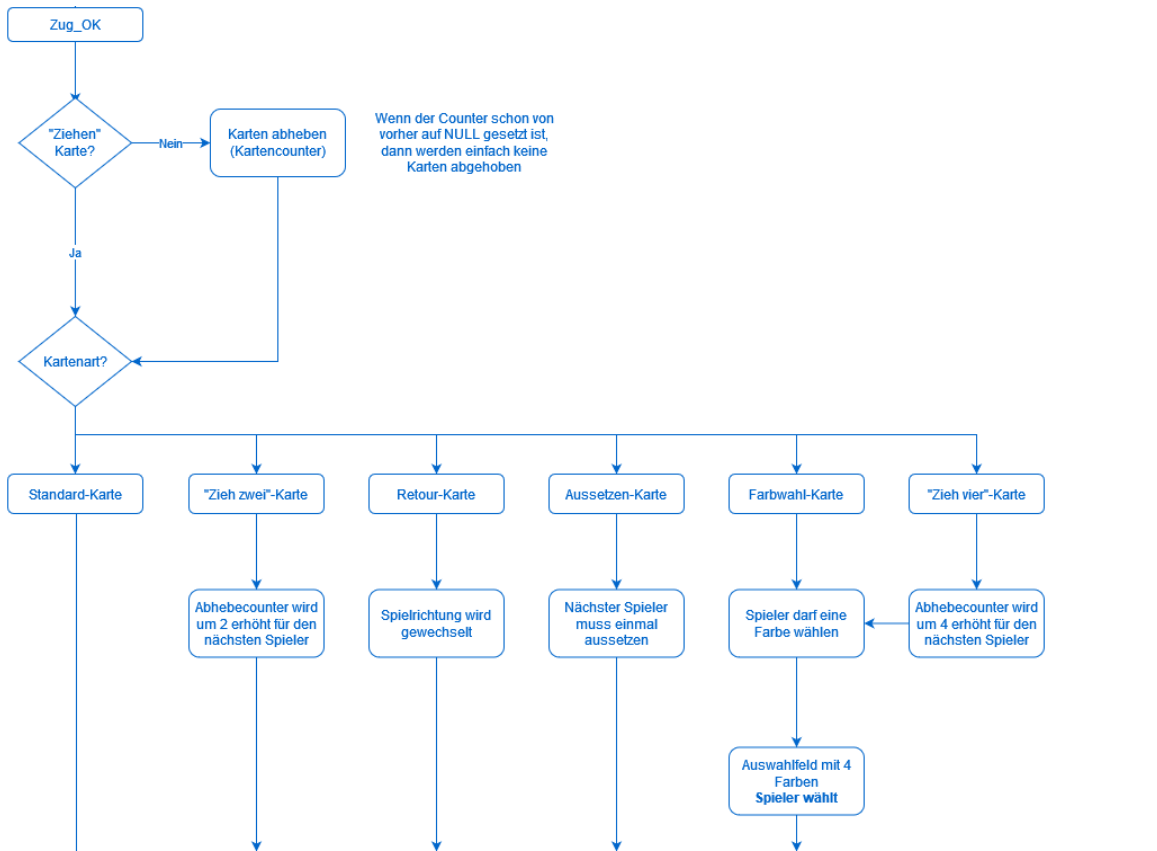 Zug_OK
"Ziehen"
Karte?
Nein
Karten abheben
(Kartencounter)
Wenn der Counter schon von
vorher auf NULL gesetzt ist,
dann werden einfach keine
Karten abgehoben
Ja
Kartenart?
Standard-Karte
"Zieh zwei"-Karte
Retour-Karte
Aussetzen-Karte
Farbwahl-Karte
"Zieh vier"-Karte
Abhebecounter wird
um 2 erhöht für den
nächsten Spieler
Spielrichtung wird
gewechselt
Nächster Spieler
muss einmal
aussetzen
Spieler darf eine
Farbe wählen
Abhebecounter wird
um 4 erhöht für den
nächsten Spieler
Auswahlfeld mit 4
Farben
Spieler wählt